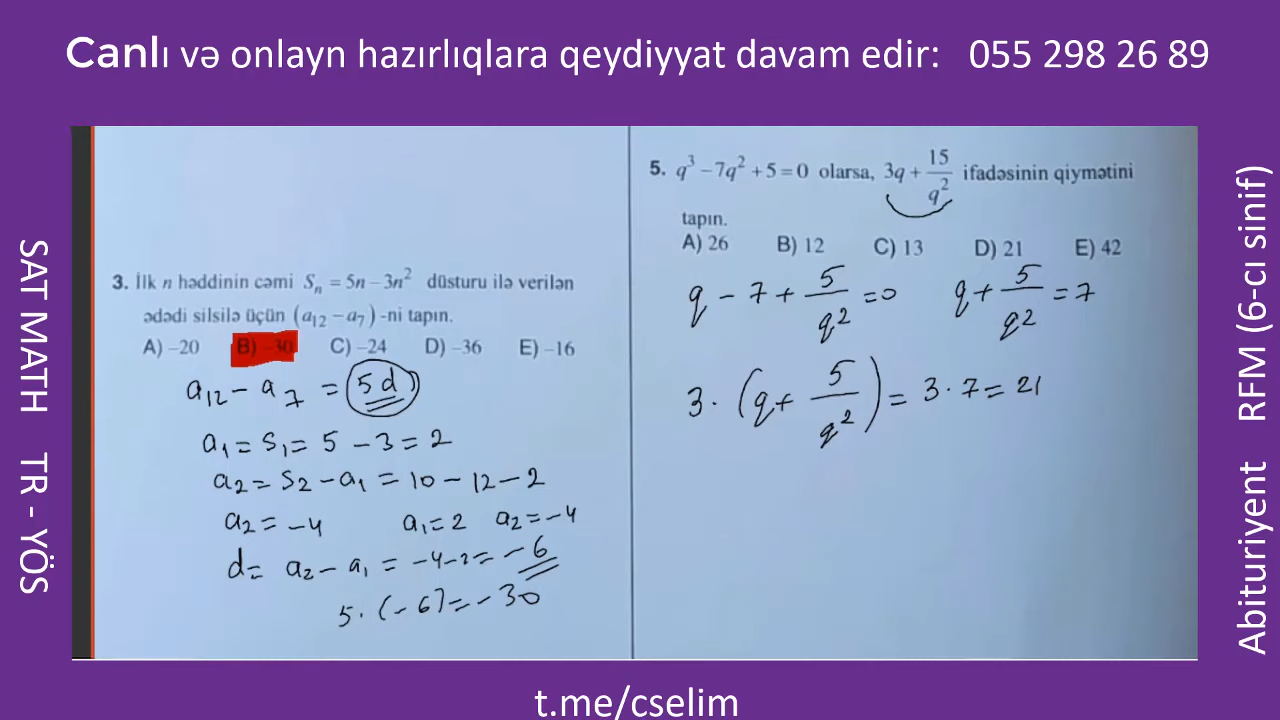 Canlı və onlayn hazırlıqlara qeydiyyat davam edir: 055 298 26 89
SAT MATH TR - YÖS
3. İlk n həddinin cəmi Sₙ = 5n – 3n² düsturu ilə verilən
ədədi silsilə üçün (a₁₂ – a₇)-ni tapın.
A) –20 B) –30 C) –24 D) –36 E) –16
a₁₂ – a₇ = 5d
a₁ = S₁ = 5 – 3 = 2
a₂ = S₂ – a₁ = 10 – 12 – 2
a₂ = –4 a₁ = 2 a₂ = –4
d = a₂ – a₁ = –4 – 2 = –6
5 · (–6) = –30
5. q³ – 7q² + 5 = 0 olarsa, 3q + 15/q² ifadəsinin qiymətini
tapın.
A) 26 B) 12 C) 13 D) 21 E) 42
q – 7 + 5/q² = 0 q + 5/q² = 7
3 · (q + 5/q²) = 3 · 7 = 21
Abituriyent RFM (6-cı sinif)
t.me/cselim